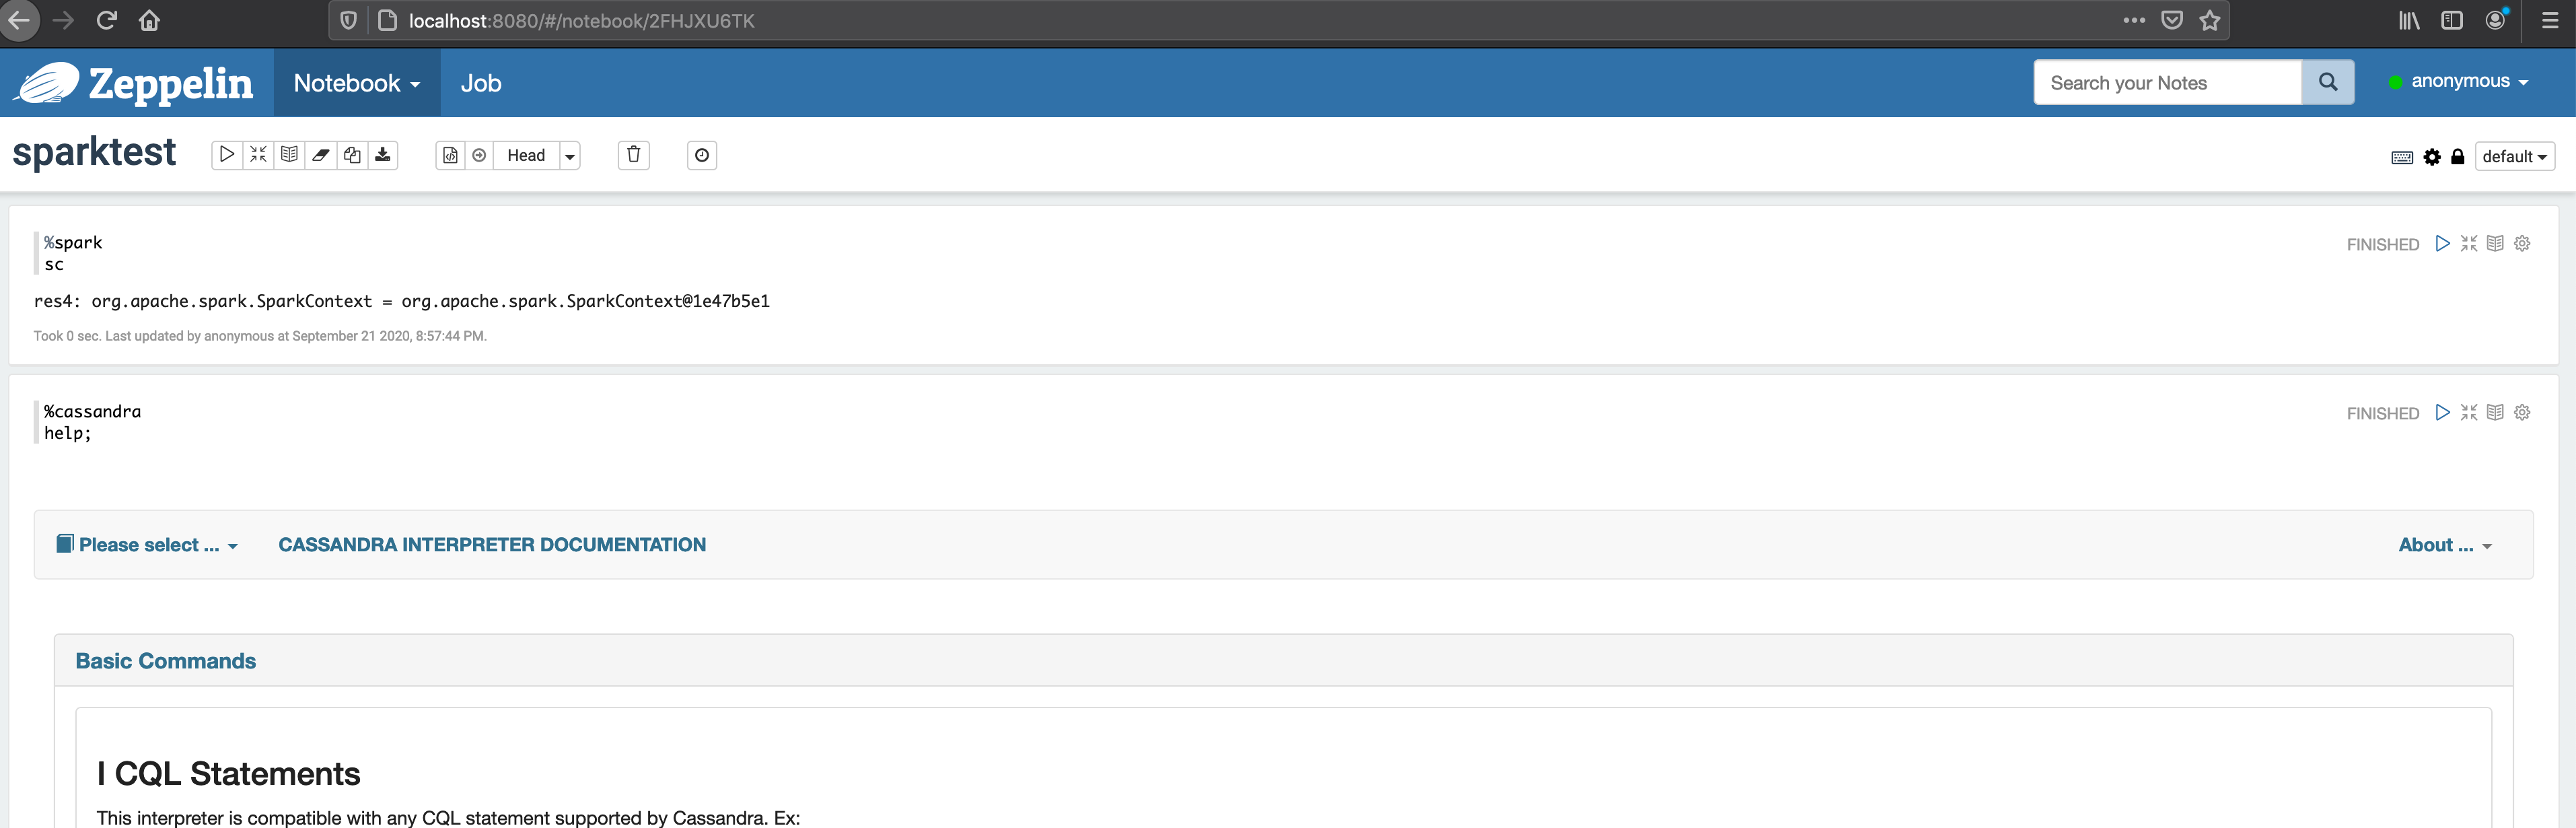 localhost:8080/#/notebook/2FHJXU6TK
Zeppelin Notebook Job Search your Notes anonymous
sparktest Head default
%spark FINISHED
sc
res4: org.apache.spark.SparkContext = org.apache.spark.SparkContext@1e47b5e1
Took 0 sec. Last updated by anonymous at September 21 2020, 8:57:44 PM.
%cassandra FINISHED
help;
Please select ... CASSANDRA INTERPRETER DOCUMENTATION About ...
Basic Commands
I CQL Statements
This interpreter is compatible with any CQL statement supported by Cassandra. Ex: